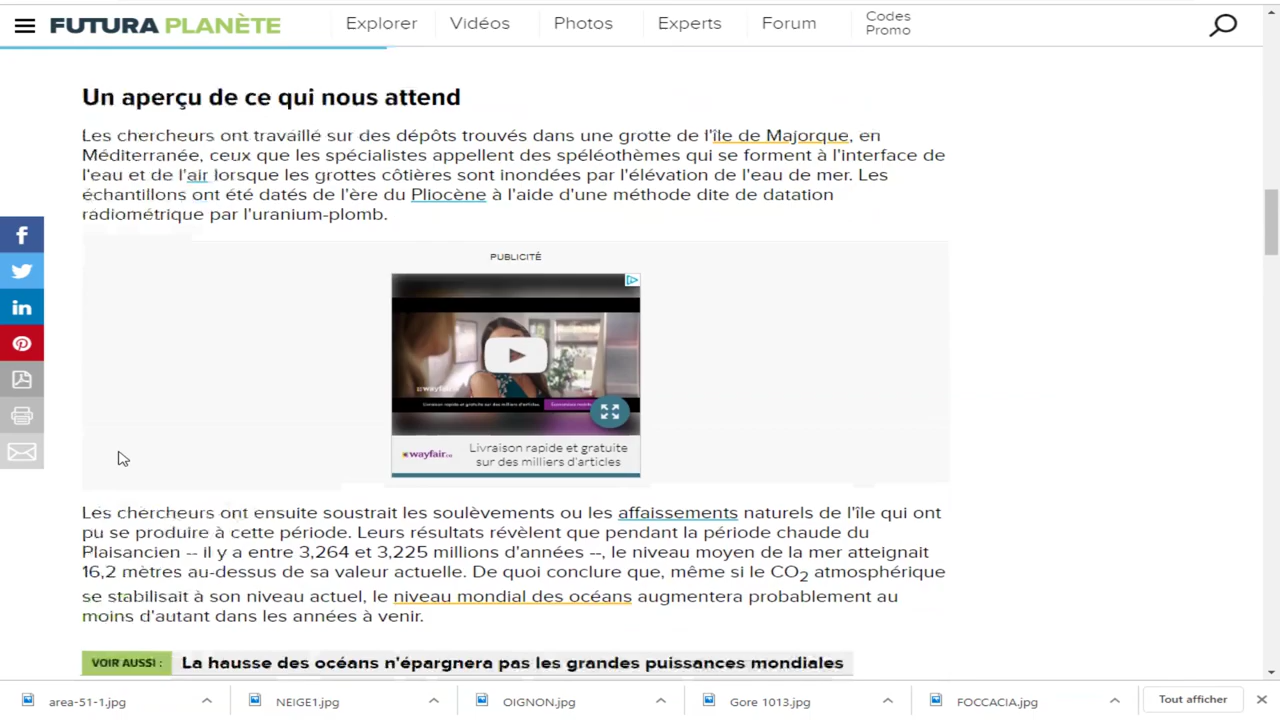 FUTURA PLANÈTE
Explorer
Vidéos
Photos
Experts
Forum
Codes
Promo
Un aperçu de ce qui nous attend
Les chercheurs ont travaillé sur des dépôts trouvés dans une grotte de l'île de Majorque, en
Méditerranée, ceux que les spécialistes appellent des spéléothèmes qui se forment à l'interface de
l'eau et de l'air lorsque les grottes côtières sont inondées par l'élévation de l'eau de mer. Les
échantillons ont été datés de l'ère du Pliocène à l'aide d'une méthode dite de datation
radiométrique par l'uranium-plomb.
PUBLICITÉ
wayfair
Livraison rapide et gratuite sur des milliers d'articles.
wayfair
Livraison rapide et gratuite
sur des milliers d'articles
Les chercheurs ont ensuite soustrait les soulèvements ou les affaissements naturels de l'île qui ont
pu se produire à cette période. Leurs résultats révèlent que pendant la période chaude du
Plaisancien -- il y a entre 3,264 et 3,225 millions d'années --, le niveau moyen de la mer atteignait
16,2 mètres au-dessus de sa valeur actuelle. De quoi conclure que, même si le CO2 atmosphérique
se stabilisait à son niveau actuel, le niveau mondial des océans augmentera probablement au
moins d'autant dans les années à venir.
VOIR AUSSI : La hausse des océans n'épargnera pas les grandes puissances mondiales
area-51-1.jpg
NEIGE1.jpg
OIGNON.jpg
Gore 1013.jpg
FOCCACIA.jpg
Tout afficher